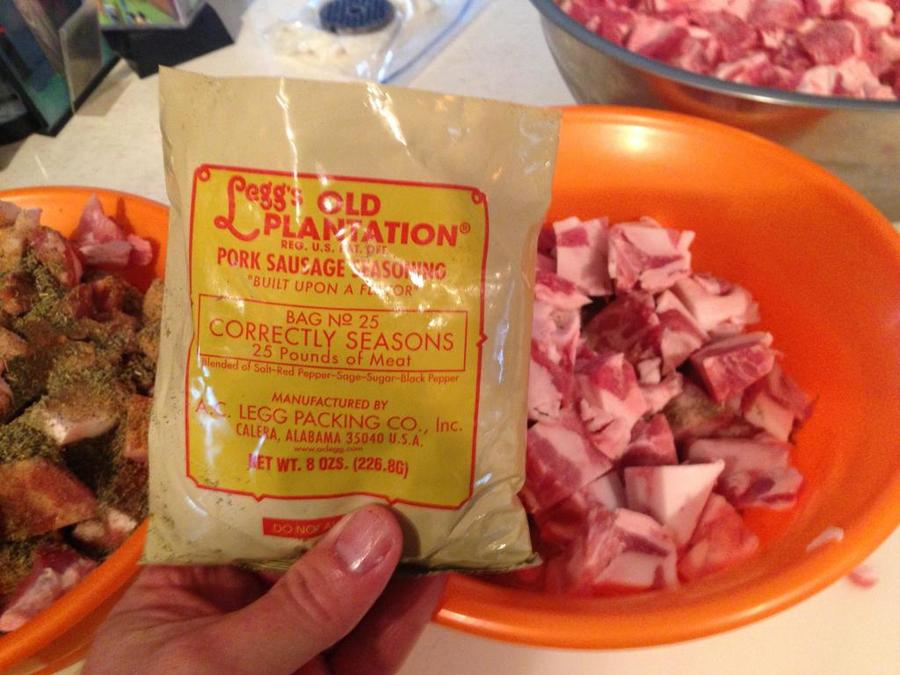 Legg's OLD
PLANTATION®
REG. U.S. PAT. OFF.
PORK SAUSAGE SEASONING
"BUILT UPON A FLAVOR"
BAG Nº 25
CORRECTLY SEASONS
25 Pounds of Meat
Blended of Salt-Red Pepper-Sage-Sugar-Black Pepper
MANUFACTURED BY
A.C. LEGG PACKING CO., Inc.
CALERA, ALABAMA 35040 U.S.A.
www.aclegg.com
NET WT. 8 OZS. (226.8G)
DO NOT